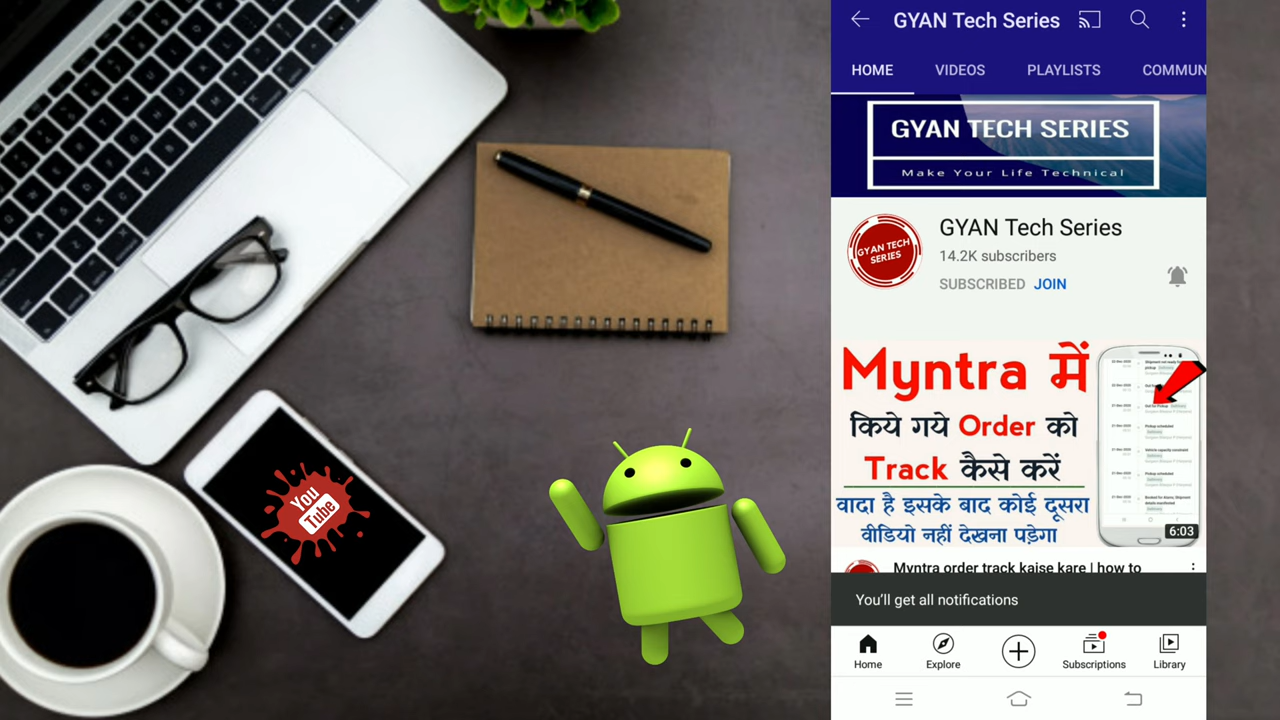 GYAN Tech Series
HOME VIDEOS PLAYLISTS COMMUN
GYAN TECH SERIES
Make Your Life Technical
GYAN TECH
SERIES
GYAN Tech Series
14.2K subscribers
SUBSCRIBED JOIN
Myntra में
किये गये Order को
Track कैसे करें
वादा है इसके बाद कोई दूसरा
वीडियो नहीं देखना पड़ेगा
6:03
Myntra order track kaise kare | how to
You'll get all notifications
Home Explore Subscriptions Library
You
Tube